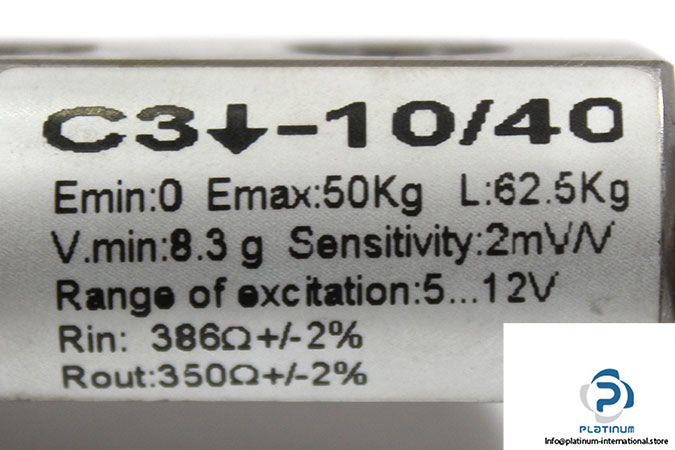 C3↓-10/40
Emin:0 Emax:50Kg L:62.5Kg
V.min:8.3 g Sensitivity:2mV/V
Range of excitation:5...12V
Rin: 386Ω+/-2%
Rout:350Ω+/-2%
PLATINUM
Info@platinum-international.store